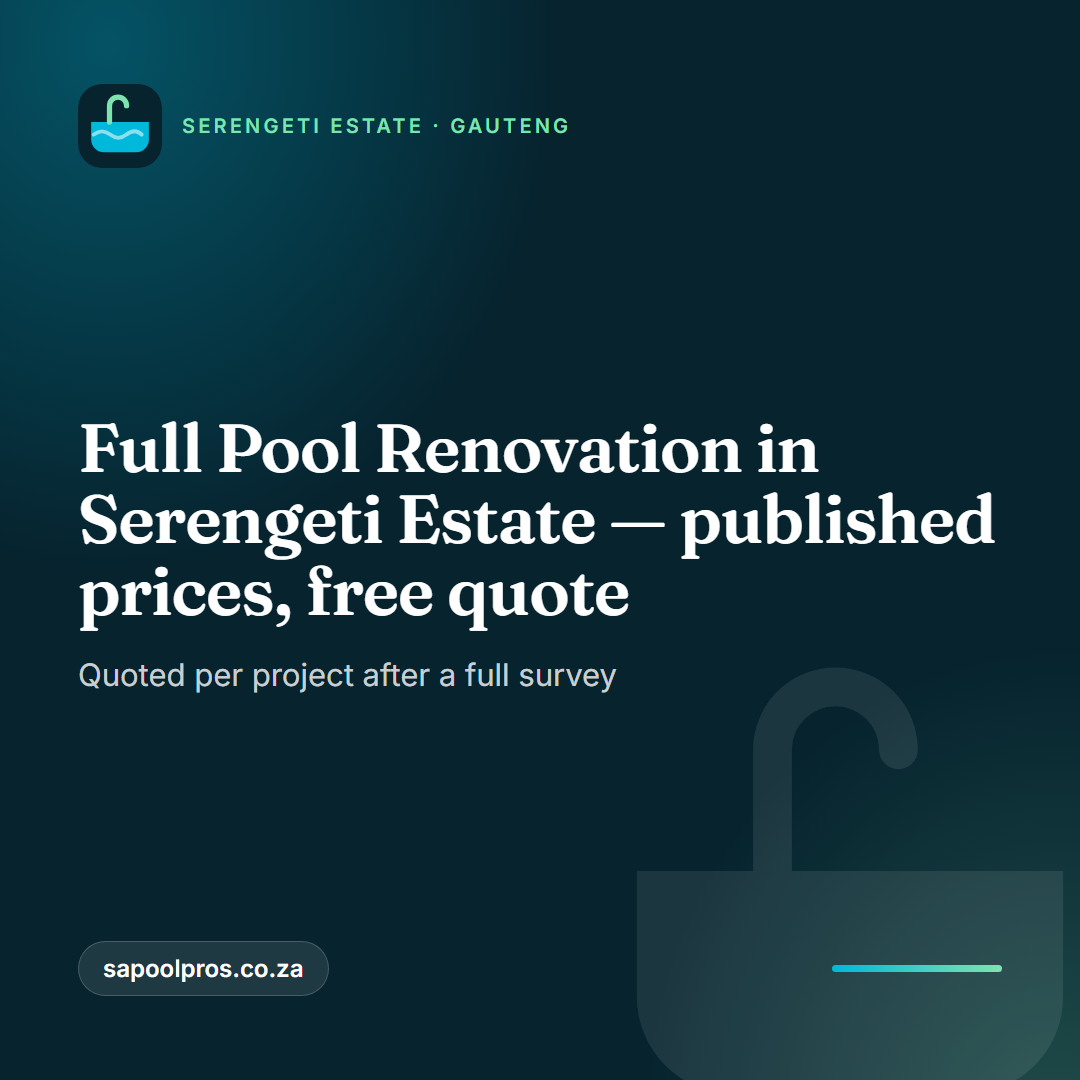 SERENGETI ESTATE · GAUTENG
Full Pool Renovation in
Serengeti Estate — published
prices, free quote
Quoted per project after a full survey
sapoolpros.co.za